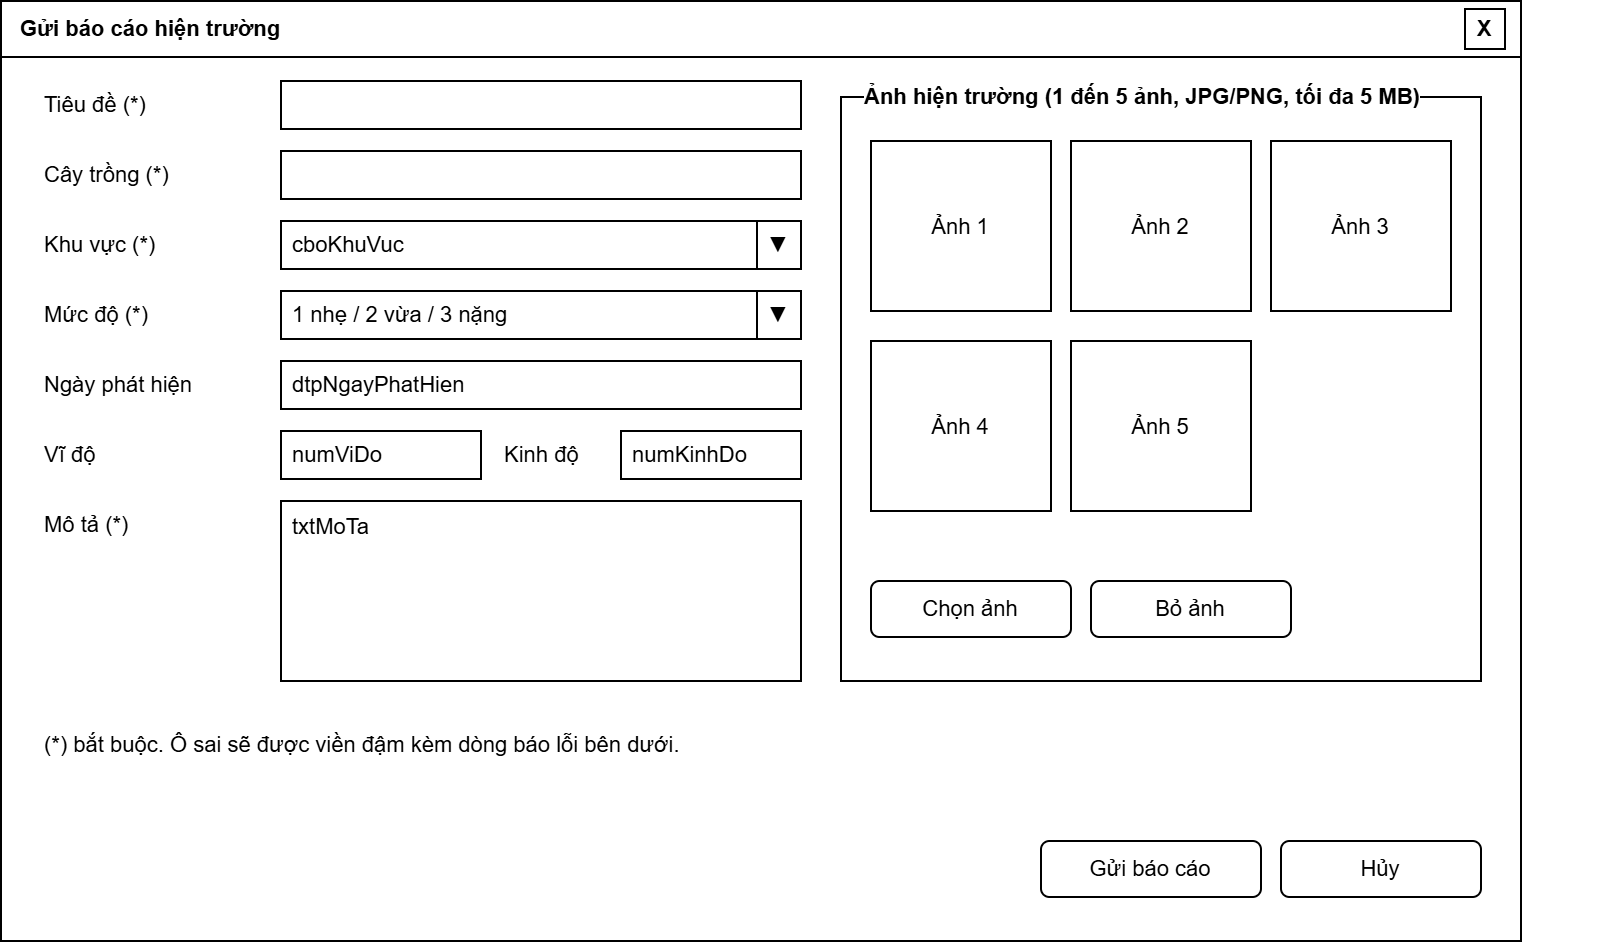 Gửi báo cáo hiện trường
X
Tiêu đề (*)
Cây trồng (*)
Khu vực (*)
cboKhuVuc
▼
Mức độ (*)
1 nhẹ / 2 vừa / 3 nặng
▼
Ngày phát hiện
dtpNgayPhatHien
Vĩ độ
numViDo
Kinh độ
numKinhDo
Mô tả (*)
txtMoTa
Ảnh hiện trường (1 đến 5 ảnh, JPG/PNG, tối đa 5 MB)
Ảnh 1
Ảnh 2
Ảnh 3
Ảnh 4
Ảnh 5
Chọn ảnh
Bỏ ảnh
(*) bắt buộc. Ô sai sẽ được viền đậm kèm dòng báo lỗi bên dưới.
Gửi báo cáo
Hủy